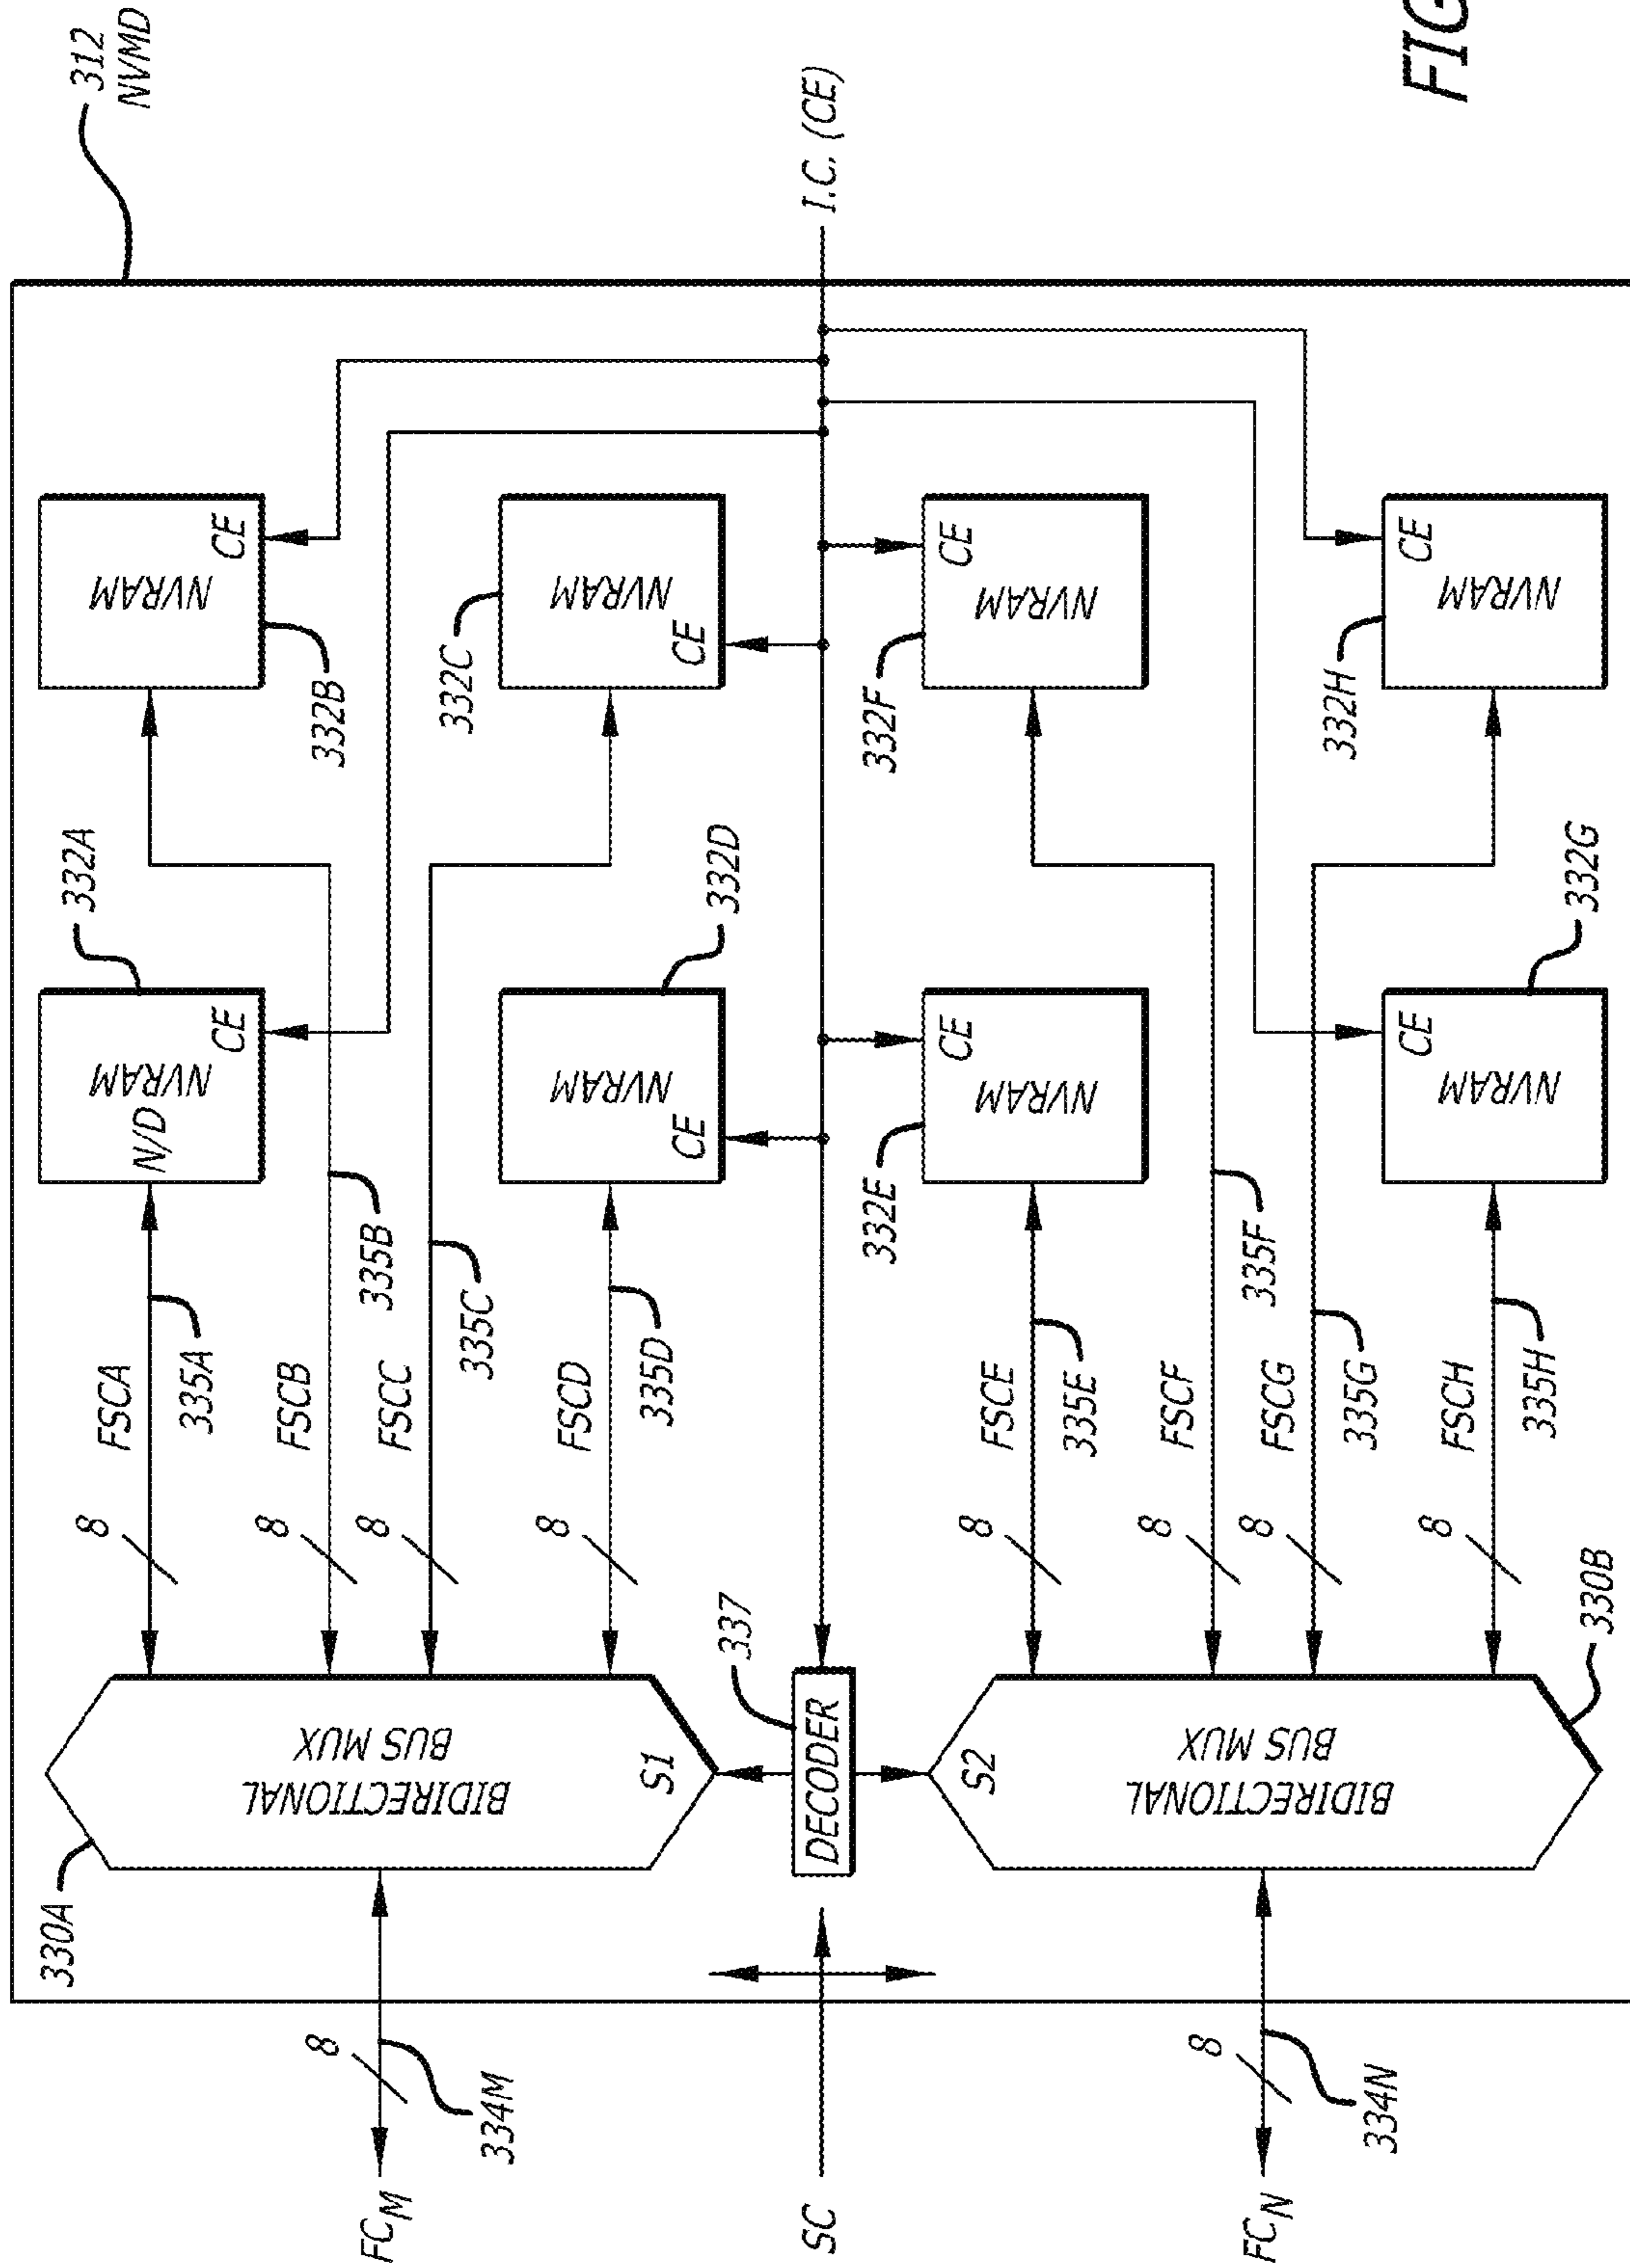 312
NVMD
332A
NVRAM
N/D
CE
NVRAM
CE
332B
FSCA
8
335A
330A
BIDIRECTIONAL
BUS MUX
S1
FC_M
8
334M
FSCB
8
335B
FSCC
8
335C
332C
NVRAM
CE
FSCD
8
335D
NVRAM
CE
332D
SC
DECODER
337
I.C. (CE)
FSCE
8
335E
332E
NVRAM
CE
332F
NVRAM
CE
S2
BIDIRECTIONAL
BUS MUX
330B
FC_N
8
334N
FSCF
8
335F
FSCG
8
335G
FSCH
8
335H
NVRAM
CE
332G
332H
NVRAM
CE
FIG